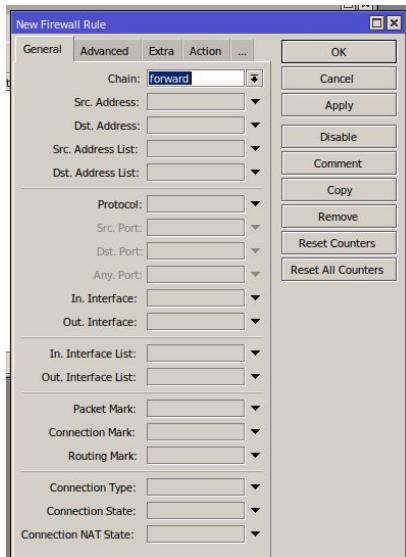 New Firewall Rule
General Advanced Extra Action ...
Chain: forward
Src. Address:
Dst. Address:
Src. Address List:
Dst. Address List:
Protocol:
Src. Port:
Dst. Port:
Any. Port:
In. Interface:
Out. Interface:
In. Interface List:
Out. Interface List:
Packet Mark:
Connection Mark:
Routing Mark:
Connection Type:
Connection State:
Connection NAT State:
OK
Cancel
Apply
Disable
Comment
Copy
Remove
Reset Counters
Reset All Counters